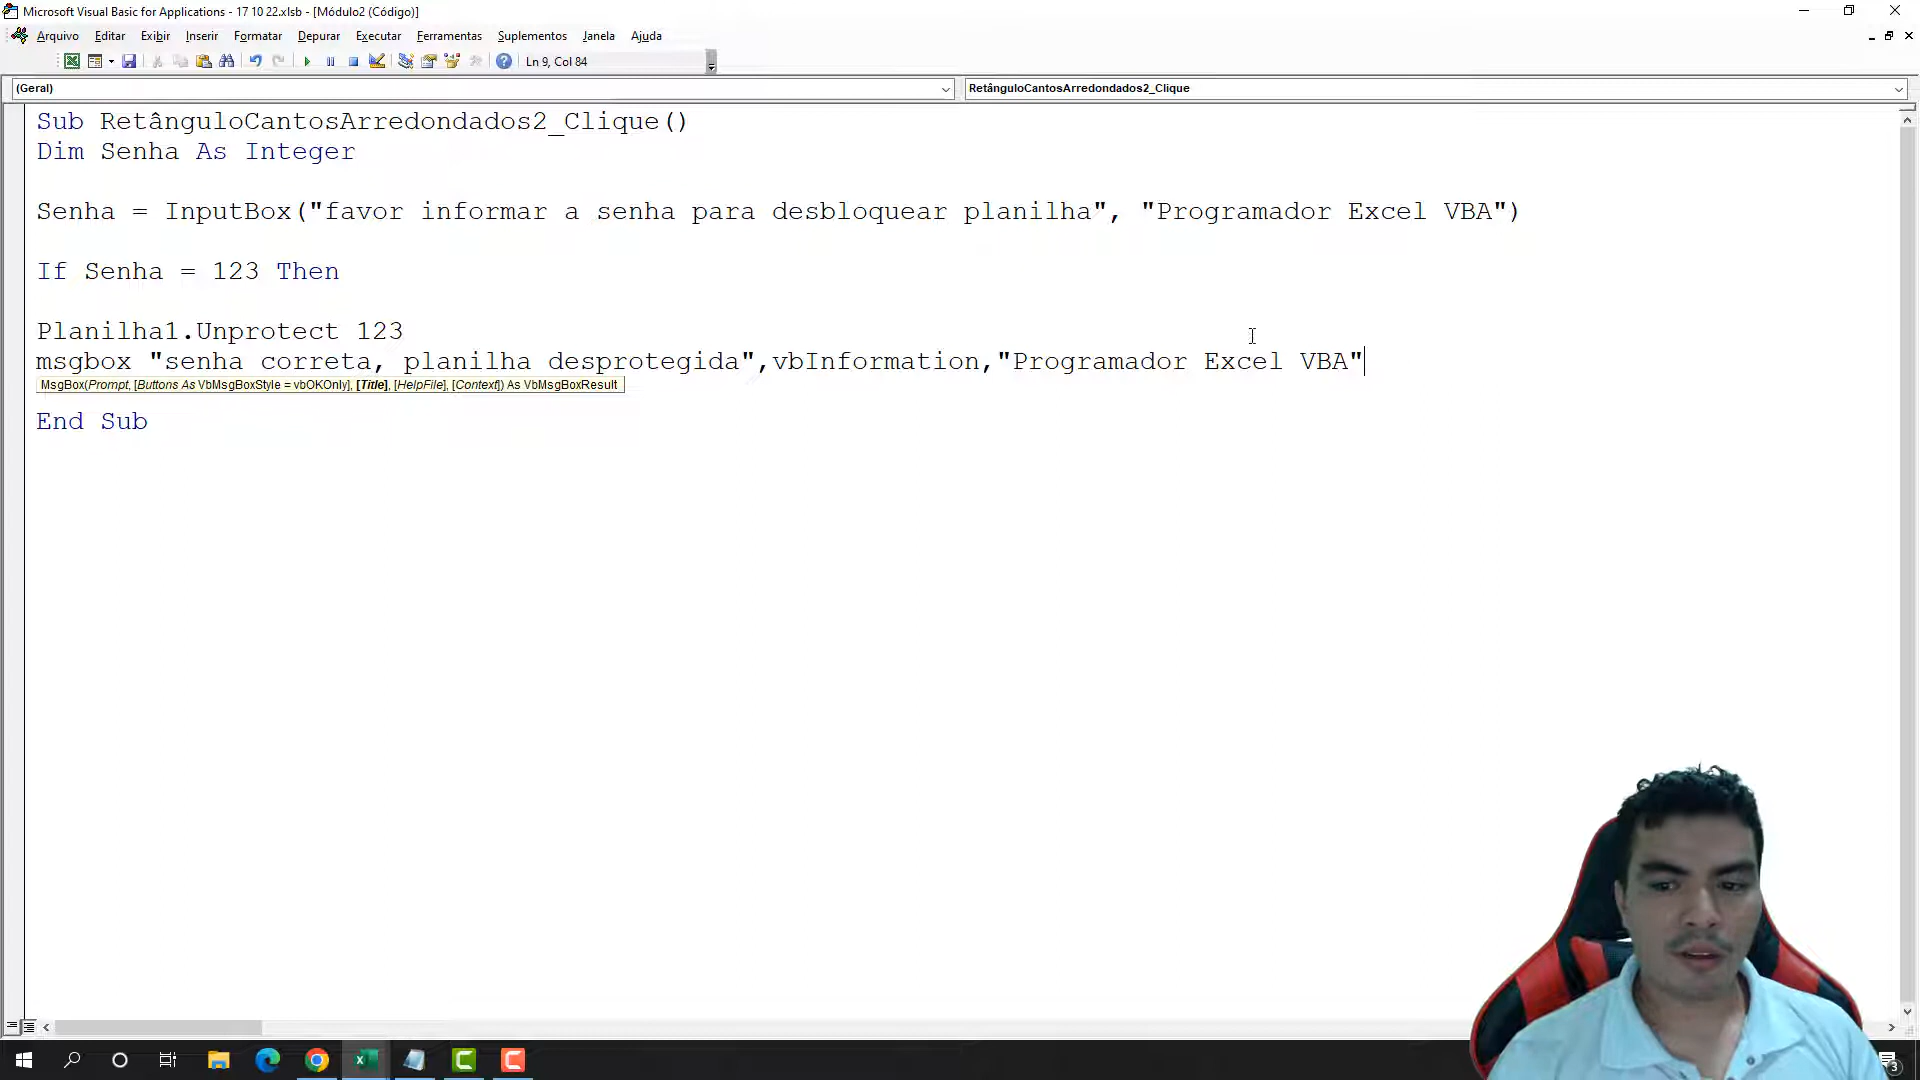 Microsoft Visual Basic for Applications - 17 10 22.xlsb - [Módulo2 (Código)]
Arquivo Editar Exibir Inserir Formatar Depurar Executar Ferramentas Suplementos Janela Ajuda
Ln 9, Col 84
(Geral) RetânguloCantosArredondados2_Clique
Sub RetânguloCantosArredondados2_Clique()
Dim Senha As Integer
Senha = InputBox("favor informar a senha para desbloquear planilha", "Programador Excel VBA")
If Senha = 123 Then
Planilha1.Unprotect 123
msgbox "senha correta, planilha desprotegida",vbInformation,"Programador Excel VBA"
MsgBox(Prompt, [Buttons As VbMsgBoxStyle = vbOKOnly], [Title], [HelpFile], [Context]) As VbMsgBoxResult
End Sub
3